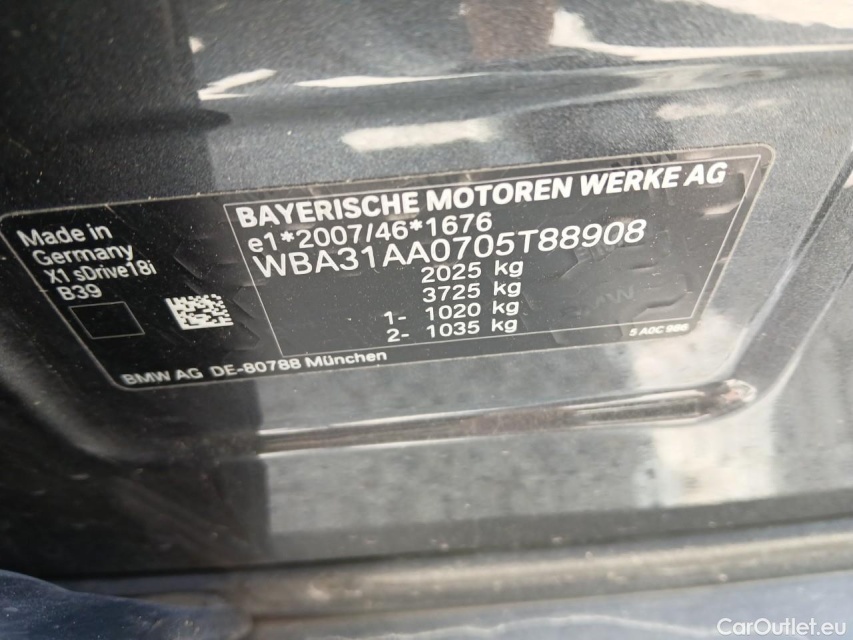 BAYERISCHE MOTOREN WERKE AG
e1*2007/46*1676
WBA31AA0705T88908
2025 kg
3725 kg
1- 1020 kg
2- 1035 kg
Made in
Germany
X1 sDrive18i
B39
5 A0C 986
BMW AG DE-80788 München
CarOutlet.eu